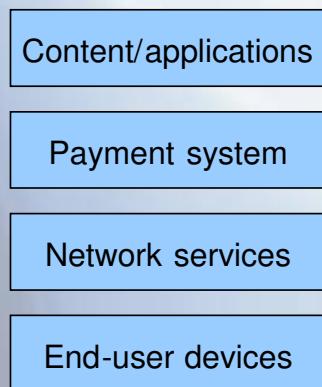 Content/applications
Payment system
Network services
End-user devices